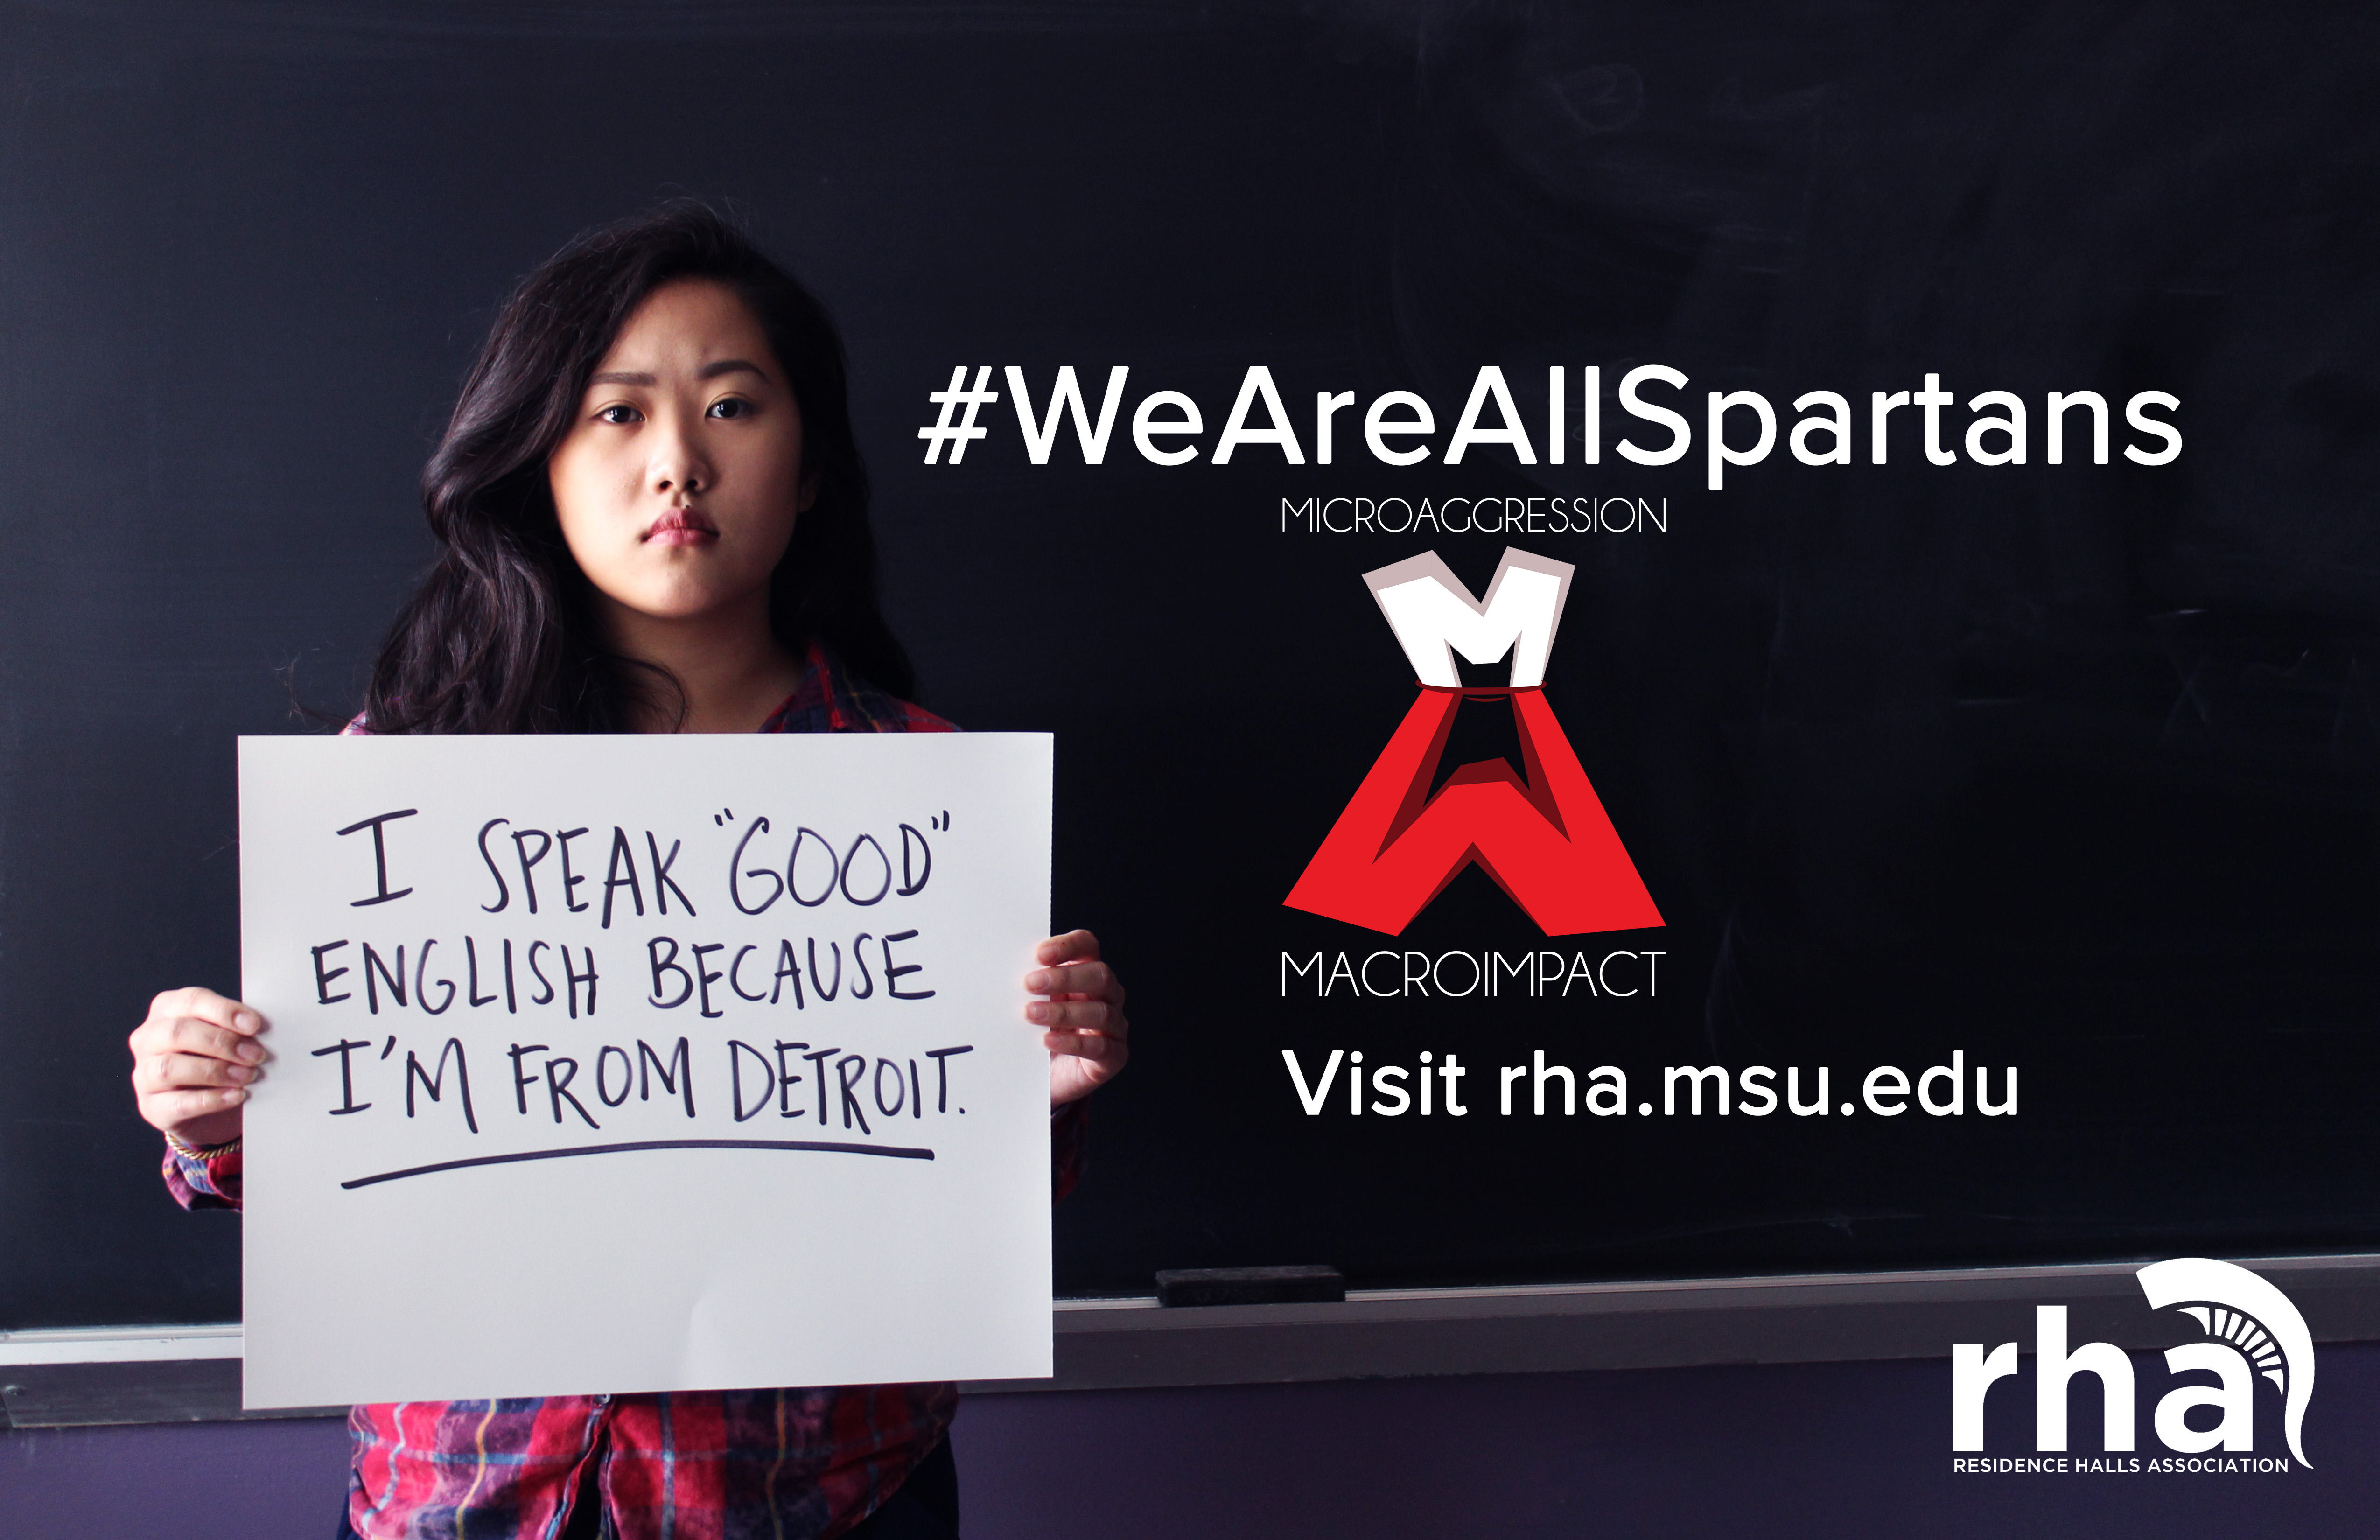 #WeAreAllSpartans
MICROAGGRESSION
M
MACROIMPACT
Visit rha.msu.edu
I SPEAK "GOOD"
ENGLISH BECAUSE
I'M FROM DETROIT.
rha
RESIDENCE HALLS ASSOCIATION